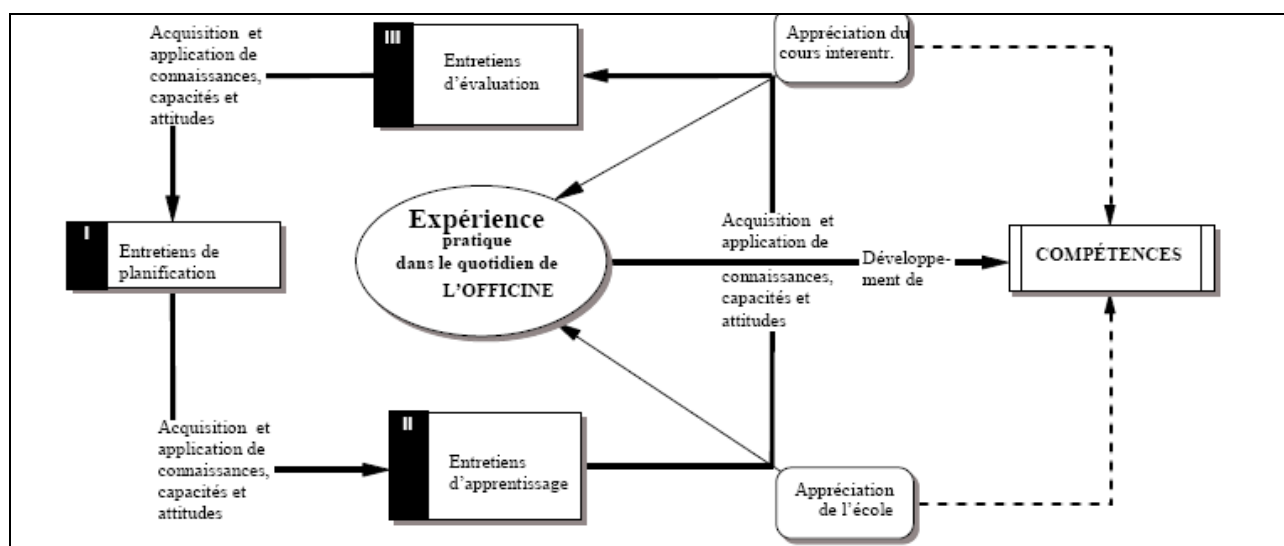 Acquisition et
application de
connaissances,
capacités et
attitudes
III
Entretiens
d'évaluation
Appréciation du
cours interentr.
I
Entretiens de
planification
Expérience
pratique
dans le quotidien de
L'OFFICINE
Acquisition et
application de
connaissances,
capacités et
attitudes
Développe-
ment de
COMPÉTENCES
Acquisition et
application de
connaissances,
capacités et
attitudes
II
Entretiens
d'apprentissage
Appréciation
de l'école